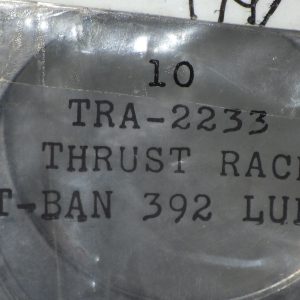 10
TRA-2233
THRUST RAC
T-BAN 392 LU